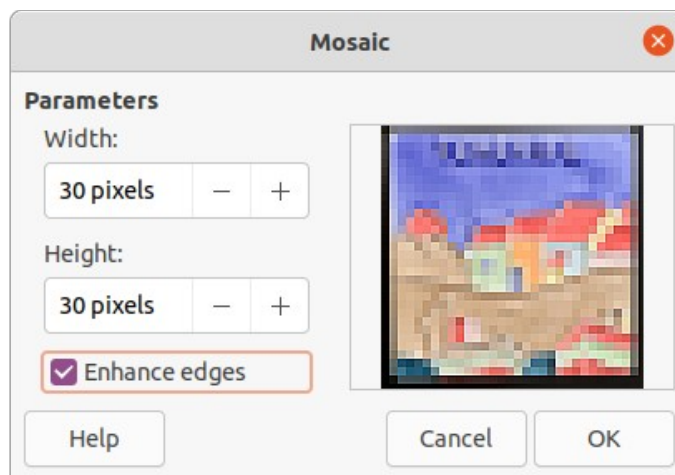 Mosaic
Parameters
Width:
30 pixels
Height:
30 pixels
Enhance edges
Help
Cancel
OK